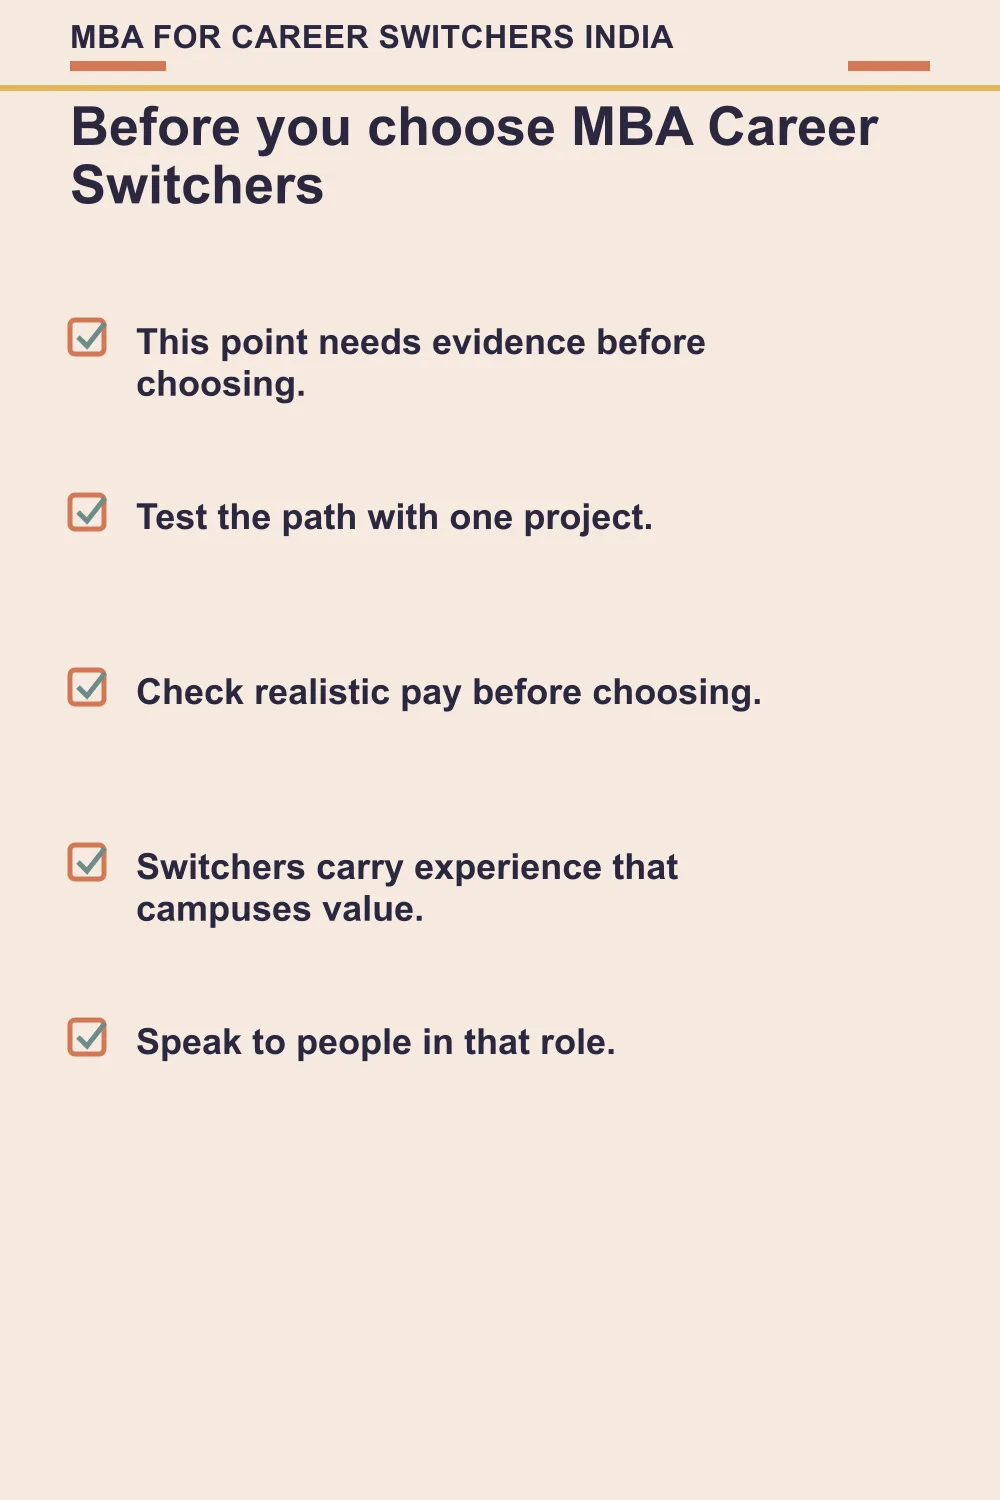 MBA FOR CAREER SWITCHERS INDIA
Before you choose MBA Career
Switchers
This point needs evidence before
choosing.
Test the path with one project.
Check realistic pay before choosing.
Switchers carry experience that
campuses value.
Speak to people in that role.